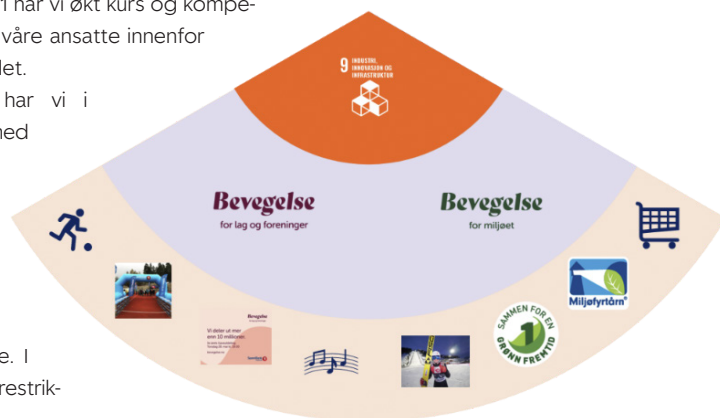 har vi økt kurs og kompe-
våre ansatte innenfor
har vi i
9 INDUSTRI,
INNOVASJON OG
INFRASTRUKTUR
Bevegelse
for lag og foreninger
Bevegelse
for miljøet
Miljøfyrtårn
SAMMEN FOR EN
1
GRØNN FREMTID
Bevegelse
Vi deler ut mer
enn 10 millioner.
I
restrik-